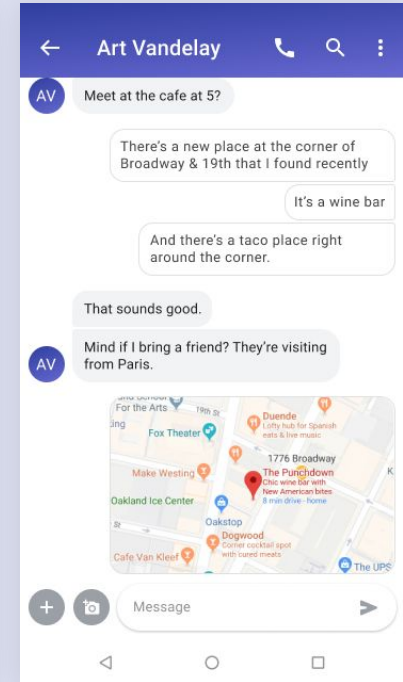 Art Vandelay
AV
Meet at the cafe at 5?
There's a new place at the corner of
Broadway & 19th that I found recently
It's a wine bar
And there's a taco place right
around the corner.
That sounds good.
Mind if I bring a friend? They're visiting
from Paris.
AV
For the Arts
19th St
Duende
Lofty hub for Spanish
eats & live music
Fox Theater
1776 Broadway
Make Westing
The Punchdown
Chic wine bar with
New American bites
8 min drive - home
K
Oakland Ice Center
St
Oakstop
Dogwood
Corner cocktail spot
with cured meats
Cafe Van Kleef
The UPS
Message